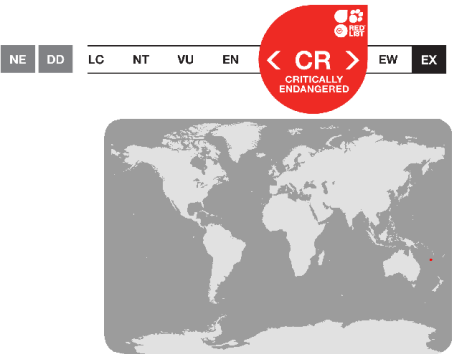 RED
LIST
NE DD LC NT VU EN < CR > EW EX
CRITICALLY
ENDANGERED